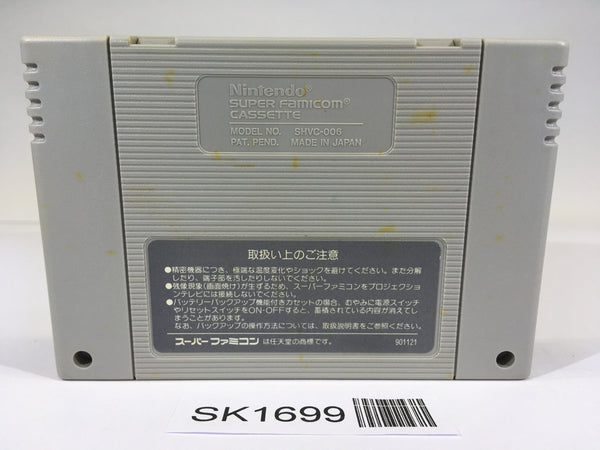 Nintendo®
SUPER FAMICOM®
CASSETTE
MODEL NO. SHVC-006
PAT. PEND. MADE IN JAPAN
取扱い上のご注意
●精密機器につき、極端な温度変化やショックを避けてください。また分解
したり、端子部を汚したりしないでください。
●残像現象(画面焼け)が生ずるため、スーパーファミコンをプロジェクショ
ンテレビには接続しないでください。
●バッテリーバックアップ機能付きカセットの場合、むやみに電源スイッチ
やリセットスイッチをON・OFFすると、蓄積されている内容が消えてし
まうことがあります。
なお、バックアップの操作方法については、取扱説明書をご参照ください。
スーパーファミコン は任天堂の商標です。 901121
SK1699